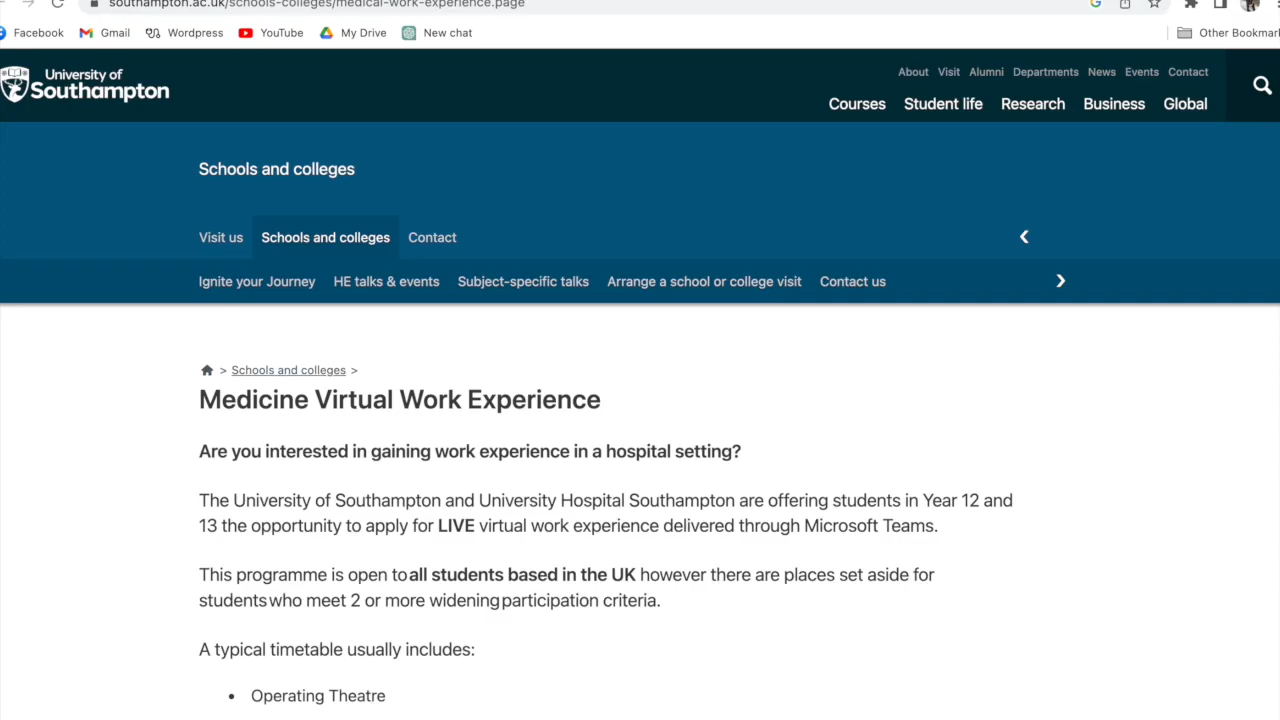 southampton.ac.uk/schools-colleges/medical-work-experience.page
Facebook Gmail Wordpress YouTube My Drive New chat Other Bookmar
University of
Southampton
About Visit Alumni Departments News Events Contact
Courses Student life Research Business Global
Schools and colleges
Visit us Schools and colleges Contact
Ignite your Journey HE talks & events Subject-specific talks Arrange a school or college visit Contact us
> Schools and colleges >
Medicine Virtual Work Experience
Are you interested in gaining work experience in a hospital setting?
The University of Southampton and University Hospital Southampton are offering students in Year 12 and
13 the opportunity to apply for LIVE virtual work experience delivered through Microsoft Teams.
This programme is open to all students based in the UK however there are places set aside for
students who meet 2 or more widening participation criteria.
A typical timetable usually includes:
• Operating Theatre